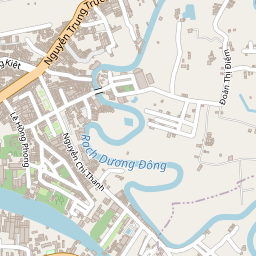 Nguyễn Trung Trực
Kiệt
Đoàn Thị Điểm
Lê Hồng Phong
Nguyễn Chí Thanh
Rạch Dương Đông